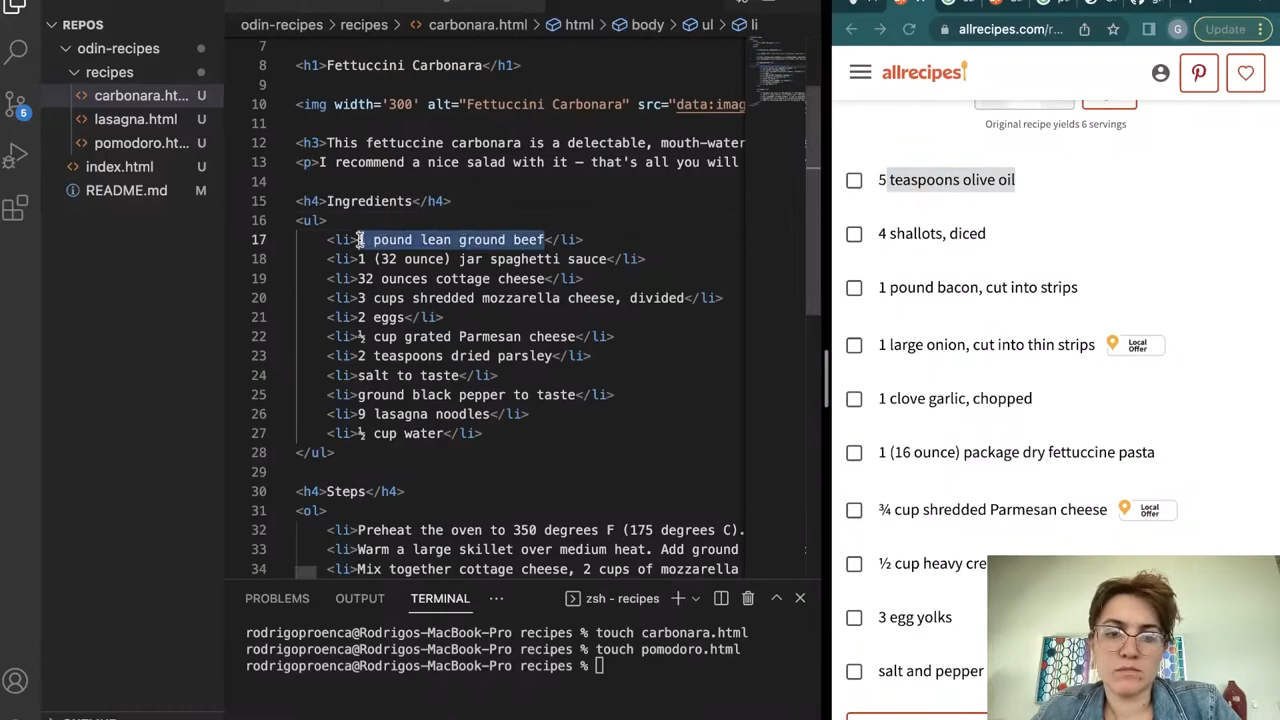 REPOS
odin-recipes
recipes
carbonara.ht... U
lasagna.html U
pomodoro.ht... U
index.html U
README.md M
5
odin-recipes > recipes > carbonara.html > html > body > ul > li
7
8 <h1>Fettuccini Carbonara</h1>
9
10 <img width='300' alt="Fettuccini Carbonara" src="data:imag
11
12 <h3>This fettuccine carbonara is a delectable, mouth-water
13 <p>I recommend a nice salad with it — that's all you will
14
15 <h4>Ingredients</h4>
16 <ul>
17 <li>1 pound lean ground beef</li>
18 <li>1 (32 ounce) jar spaghetti sauce</li>
19 <li>32 ounces cottage cheese</li>
20 <li>3 cups shredded mozzarella cheese, divided</li>
21 <li>2 eggs</li>
22 <li>½ cup grated Parmesan cheese</li>
23 <li>2 teaspoons dried parsley</li>
24 <li>salt to taste</li>
25 <li>ground black pepper to taste</li>
26 <li>9 lasagna noodles</li>
27 <li>½ cup water</li>
28 </ul>
29
30 <h4>Steps</h4>
31 <ol>
32 <li>Preheat the oven to 350 degrees F (175 degrees C).
33 <li>Warm a large skillet over medium heat. Add ground
34 <li>Mix together cottage cheese, 2 cups of mozzarella
PROBLEMS OUTPUT TERMINAL ··· zsh - recipes
rodrigoproenca@Rodrigos-MacBook-Pro recipes % touch carbonara.html
rodrigoproenca@Rodrigos-MacBook-Pro recipes % touch pomodoro.html
rodrigoproenca@Rodrigos-MacBook-Pro recipes %
allrecipes.com/r... G Update
allrecipes
Original recipe yields 6 servings
5 teaspoons olive oil
4 shallots, diced
1 pound bacon, cut into strips
1 large onion, cut into thin strips Local Offer
1 clove garlic, chopped
1 (16 ounce) package dry fettuccine pasta
¾ cup shredded Parmesan cheese Local Offer
½ cup heavy cre
3 egg yolks
salt and pepper